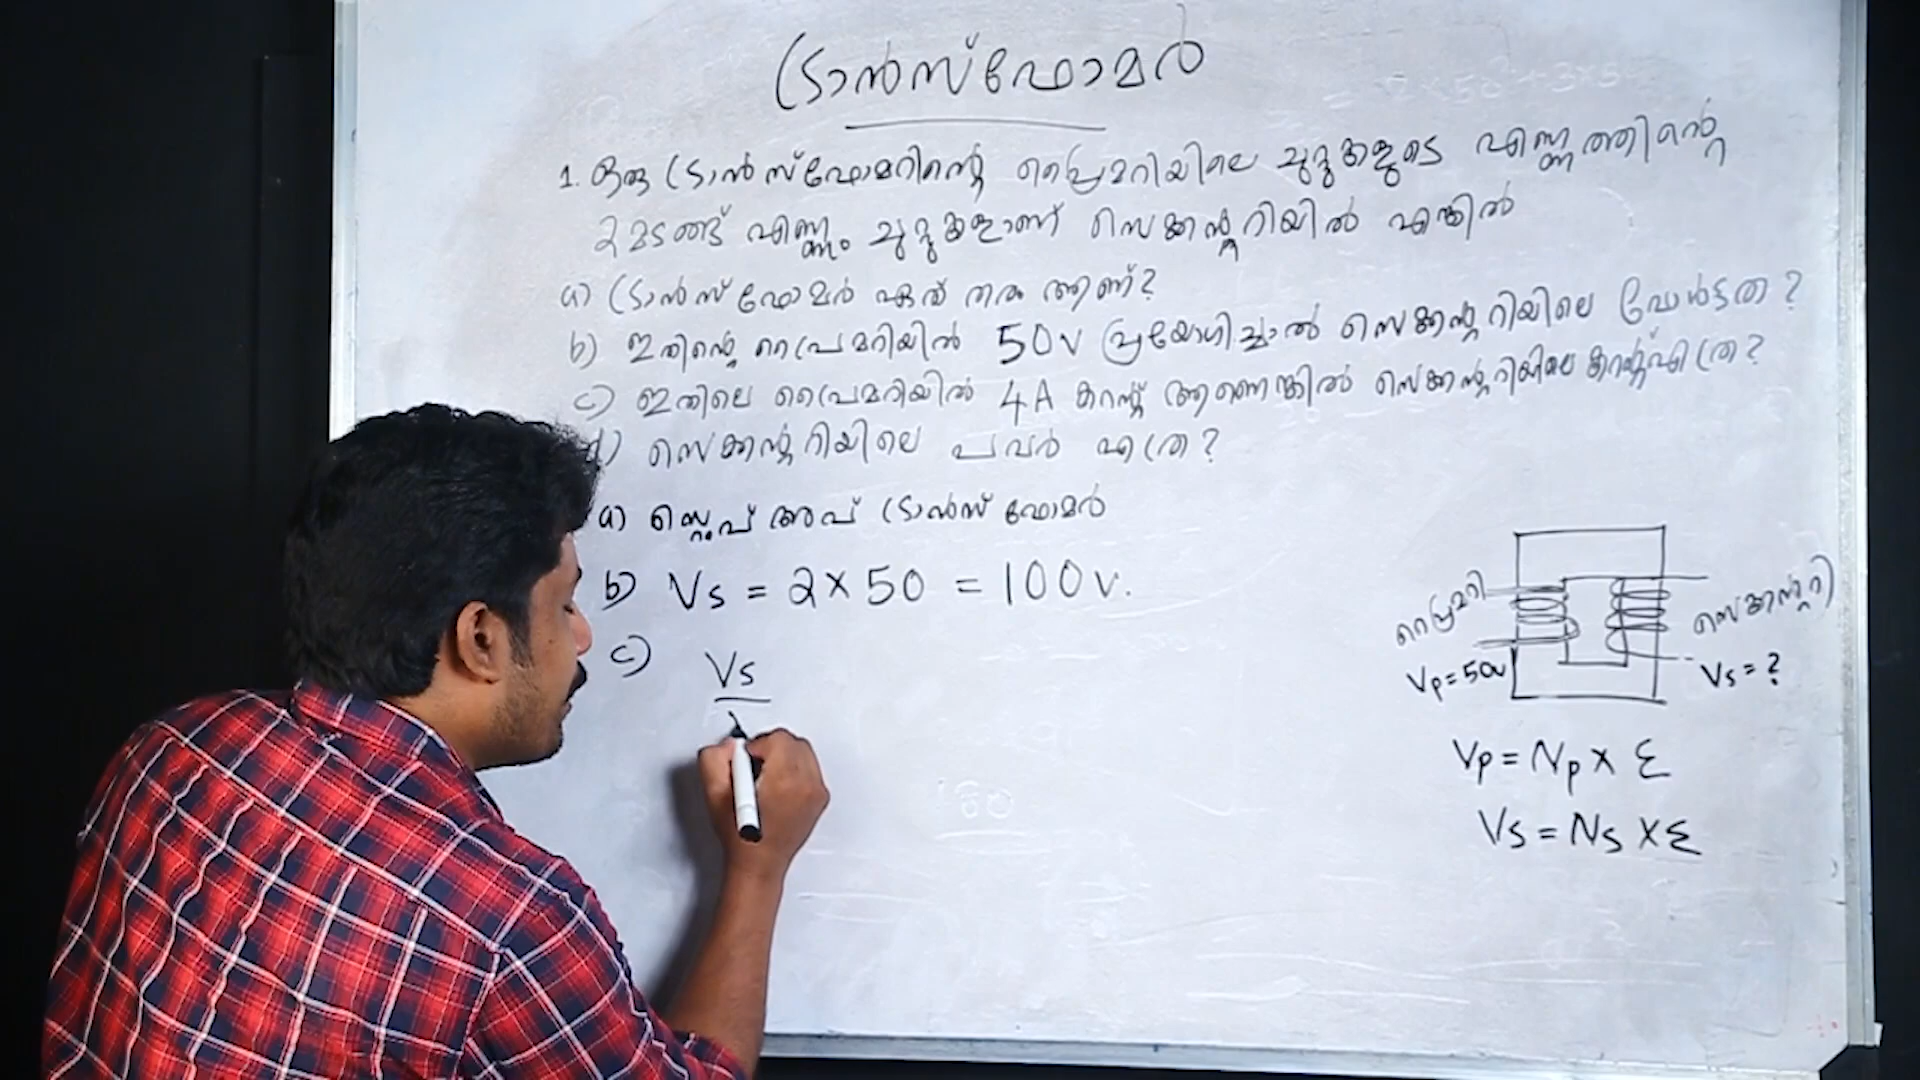 ട്രാൻസ്ഫോമർ
1. ഒരു ട്രാൻസ്ഫോമറിന്റെ പ്രൈമറിയിലെ ചുറ്റുകളുടെ എണ്ണത്തിന്റെ
2 മടങ്ങ് എണ്ണം ചുറ്റുകളാണ് സെക്കന്ററിയിൽ എങ്കിൽ
a) ട്രാൻസ്ഫോമർ ഏത് തരം ആണ്?
b) ഇതിന്റെ പ്രൈമറിയിൽ 50V പ്രയോഗിച്ചാൽ സെക്കന്ററിയിലെ വോൾട്ടത?
c) ഇതിലെ പ്രൈമറിയിൽ 4A കറന്റ് ആണെങ്കിൽ സെക്കന്ററിയിലെ കറന്റ് എത്ര?
d) സെക്കന്ററിയിലെ പവർ എത്ര?
a) സ്റ്റെപ് അപ് ട്രാൻസ്ഫോമർ
b) Vs = 2 × 50 = 100V.
c) Vs
പ്രൈമറി
സെക്കന്ററി
Vp = 50V
Vs = ?
Vp = Np × Ɛ
Vs = Ns × Ɛ